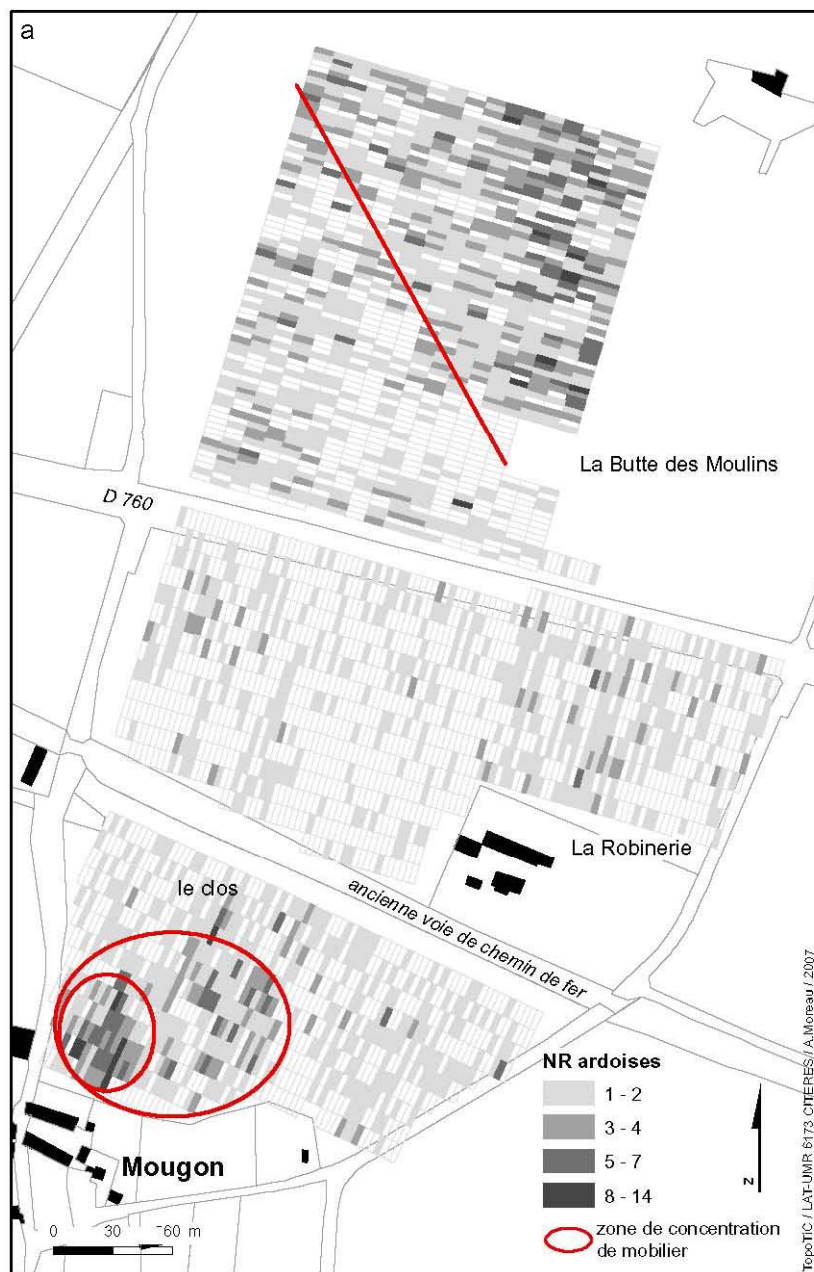 a
La Butte des Moulins
D 760
La Robinerie
le clos
ancienne voie de chemin de fer
NR ardoises
1 - 2
3 - 4
5 - 7
8 - 14
N
Mougon
0 30 60 m
zone de concentration
de mobilier
TopoTIC / LAT-UMR 6173 CITERES / A.Moreau / 2007